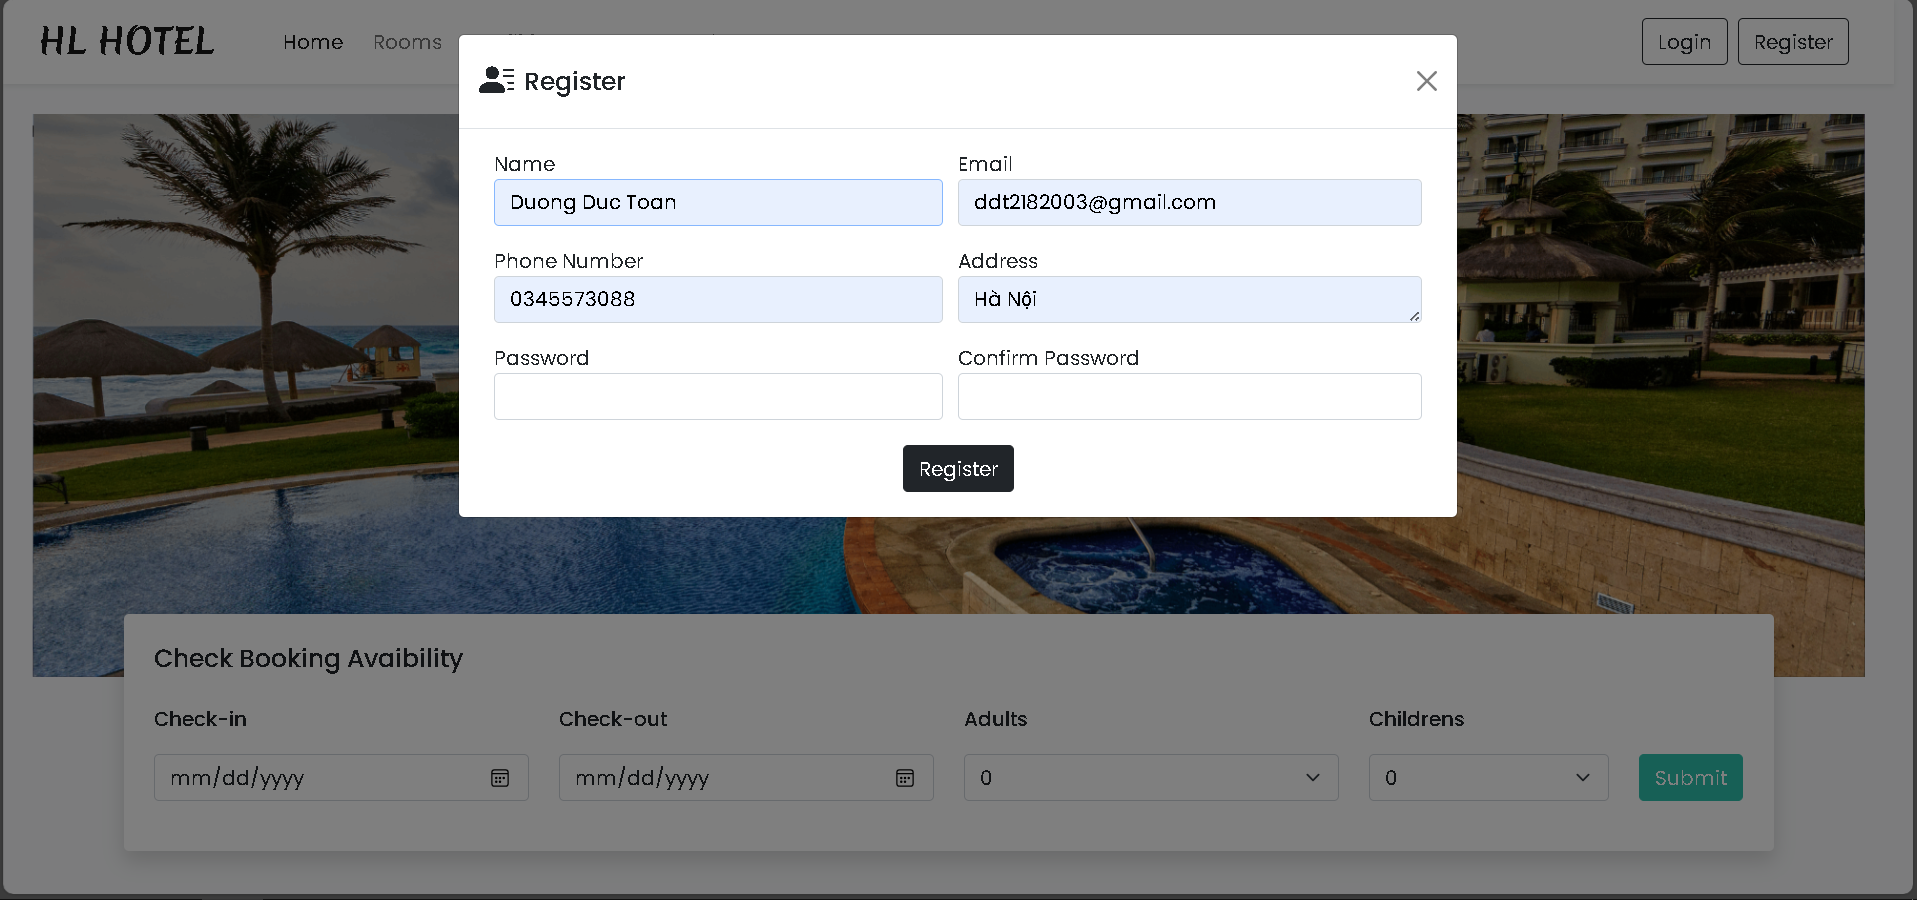 HL HOTEL Home Rooms Login Register
Register
Name Email
Duong Duc Toan ddt2182003@gmail.com
Phone Number Address
0345573088 Hà Nội
Password Confirm Password
Register
Check Booking Avaibility
Check-in Check-out Adults Childrens
mm/dd/yyyy mm/dd/yyyy 0 0 Submit